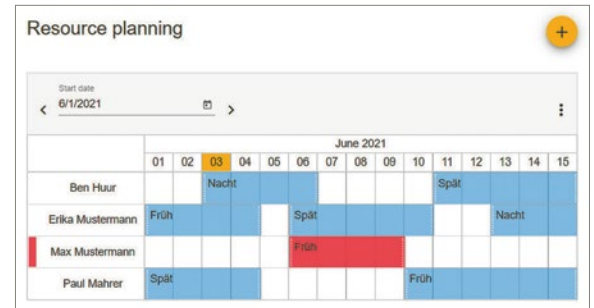 Resource planning
+
Start date
6/1/2021
June 2021
01 02 03 04 05 06 07 08 09 10 11 12 13 14 15
Ben Huur Nacht Spät
Erika Mustermann Früh Spät Nacht
Max Mustermann Früh
Paul Mahrer Spät Früh